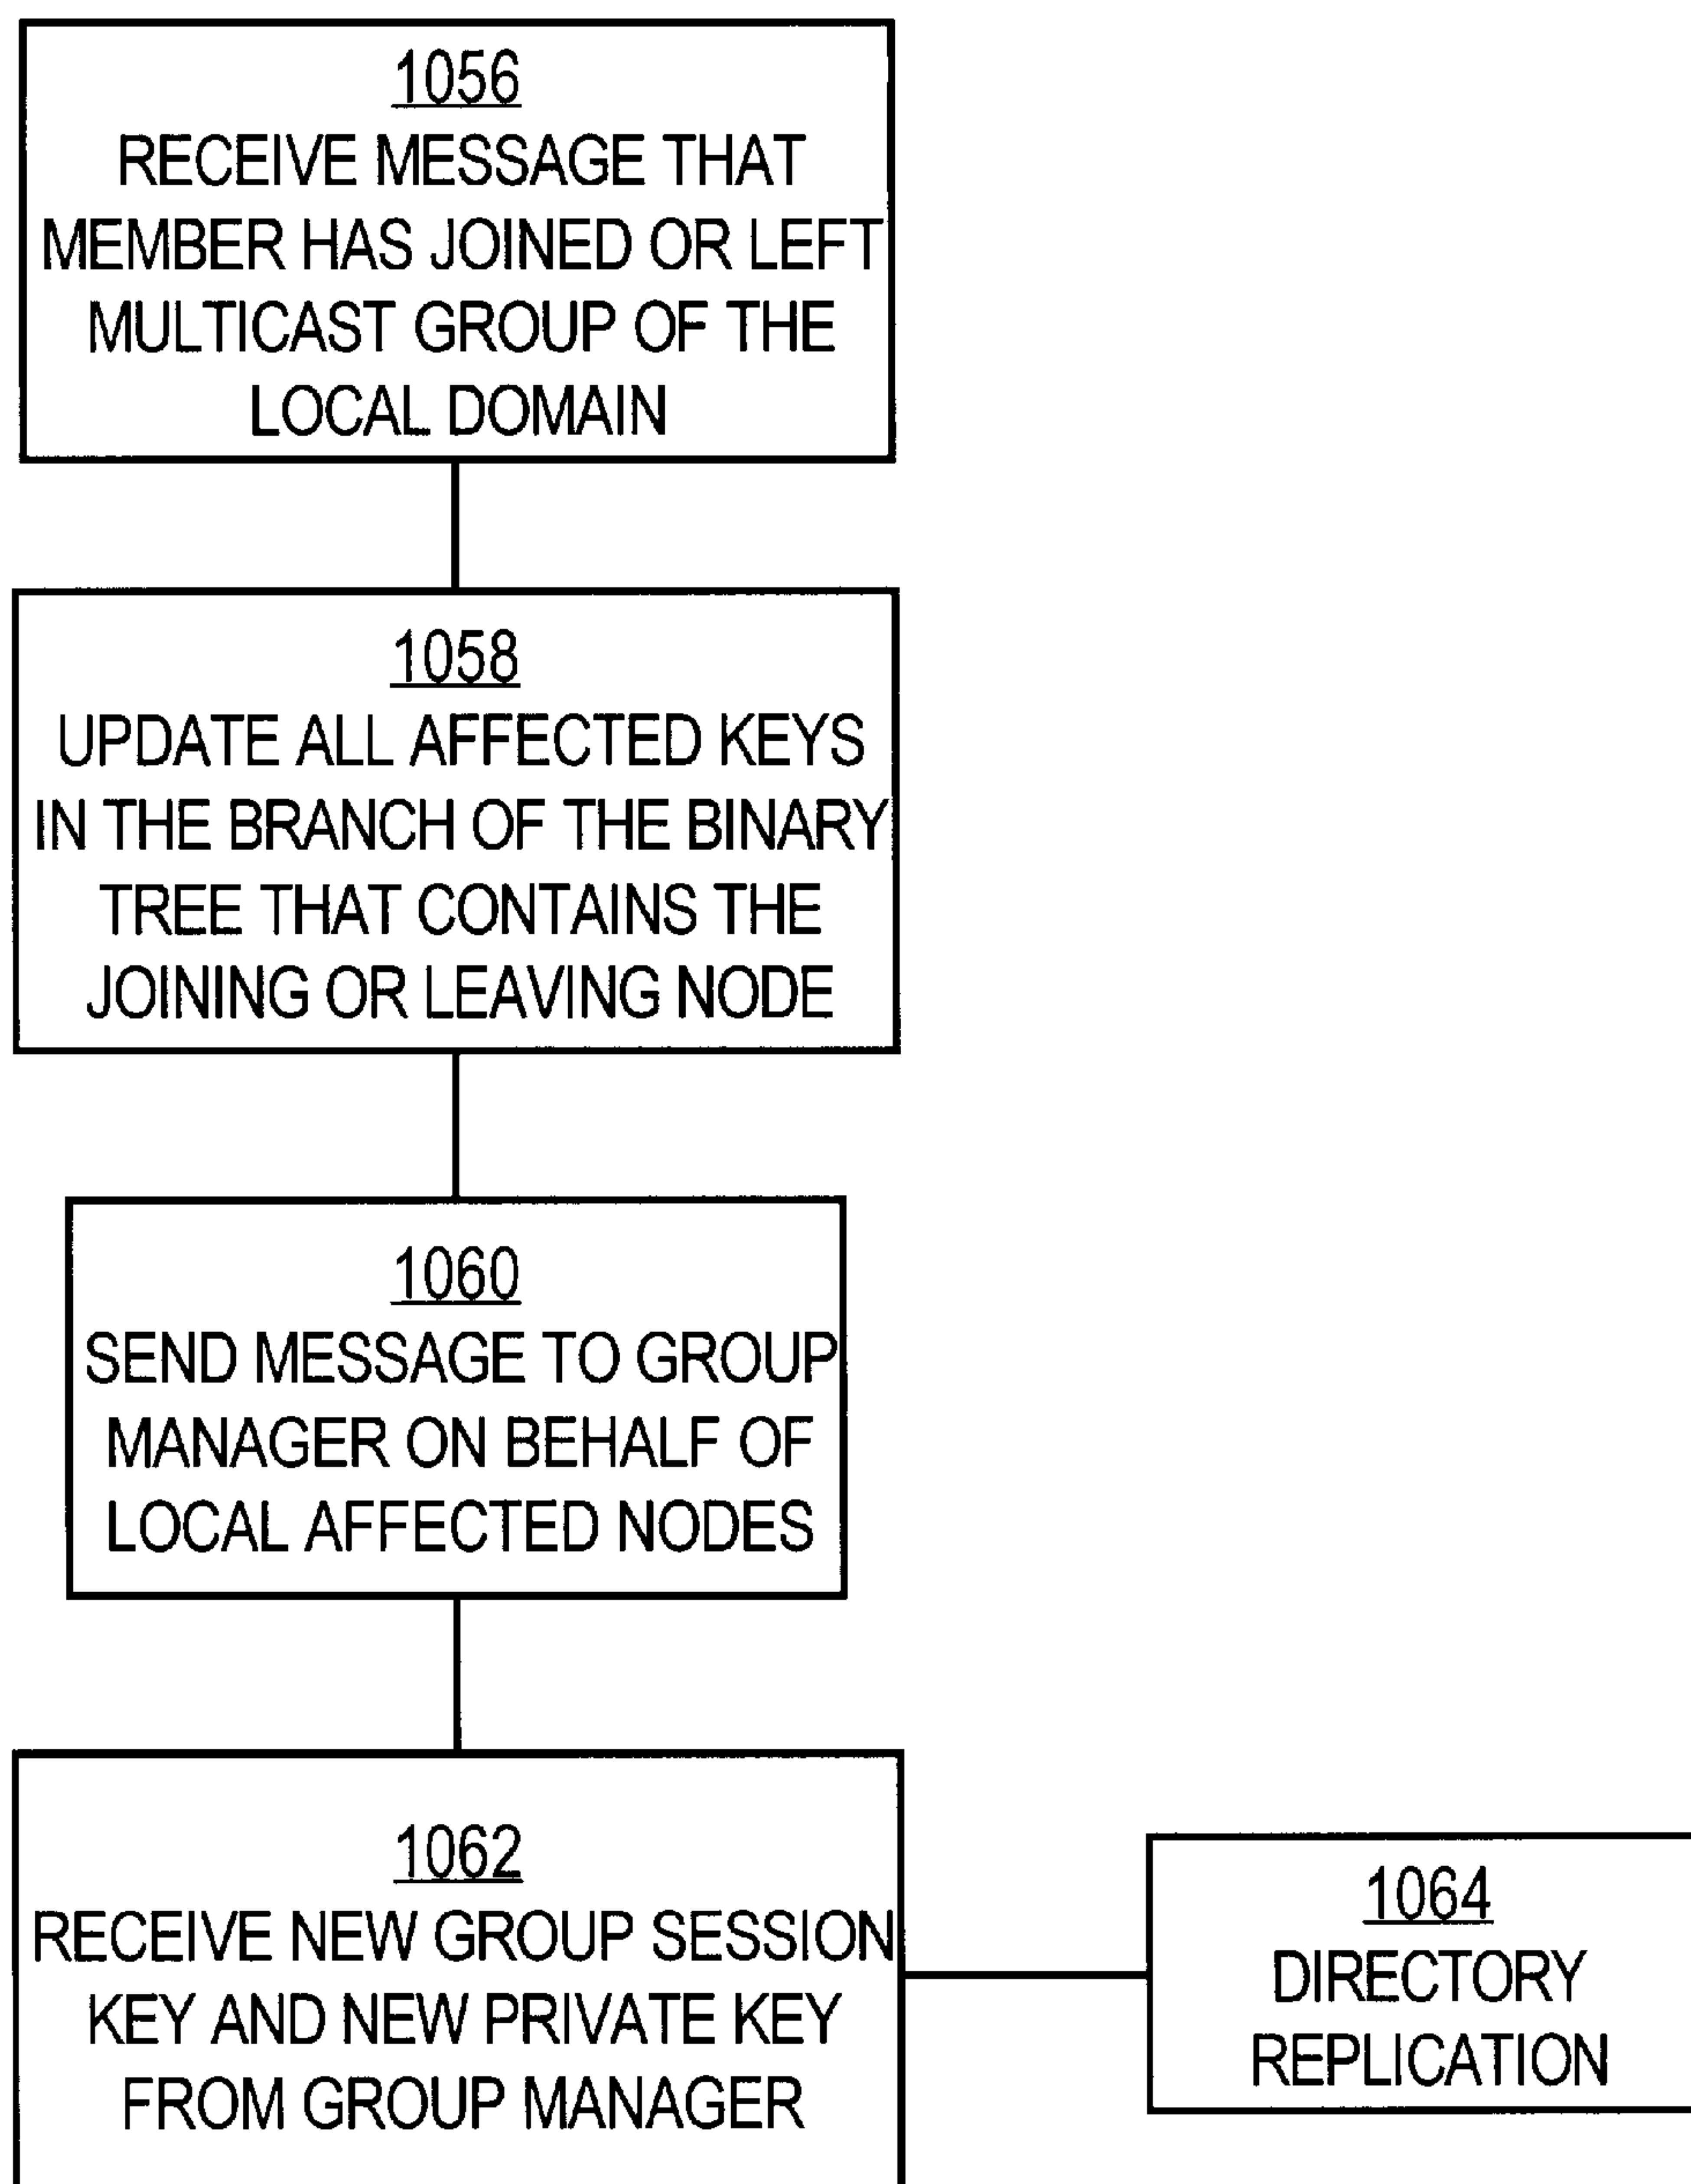 1056
RECEIVE MESSAGE THAT
MEMBER HAS JOINED OR LEFT
MULTICAST GROUP OF THE
LOCAL DOMAIN
1058
UPDATE ALL AFFECTED KEYS
IN THE BRANCH OF THE BINARY
TREE THAT CONTAINS THE
JOINING OR LEAVING NODE
1060
SEND MESSAGE TO GROUP
MANAGER ON BEHALF OF
LOCAL AFFECTED NODES
1062
RECEIVE NEW GROUP SESSION
KEY AND NEW PRIVATE KEY
FROM GROUP MANAGER
1064
DIRECTORY
REPLICATION